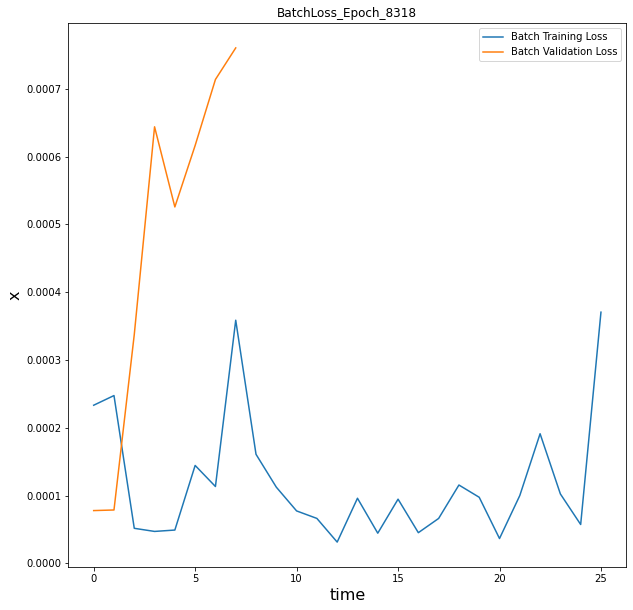 BatchLoss_Epoch_8318
Batch Training Loss
Batch Validation Loss
0.0007
0.0006
0.0005
0.0004
0.0003
0.0002
0.0001
0.0000
x
0 5 10 15 20 25
time